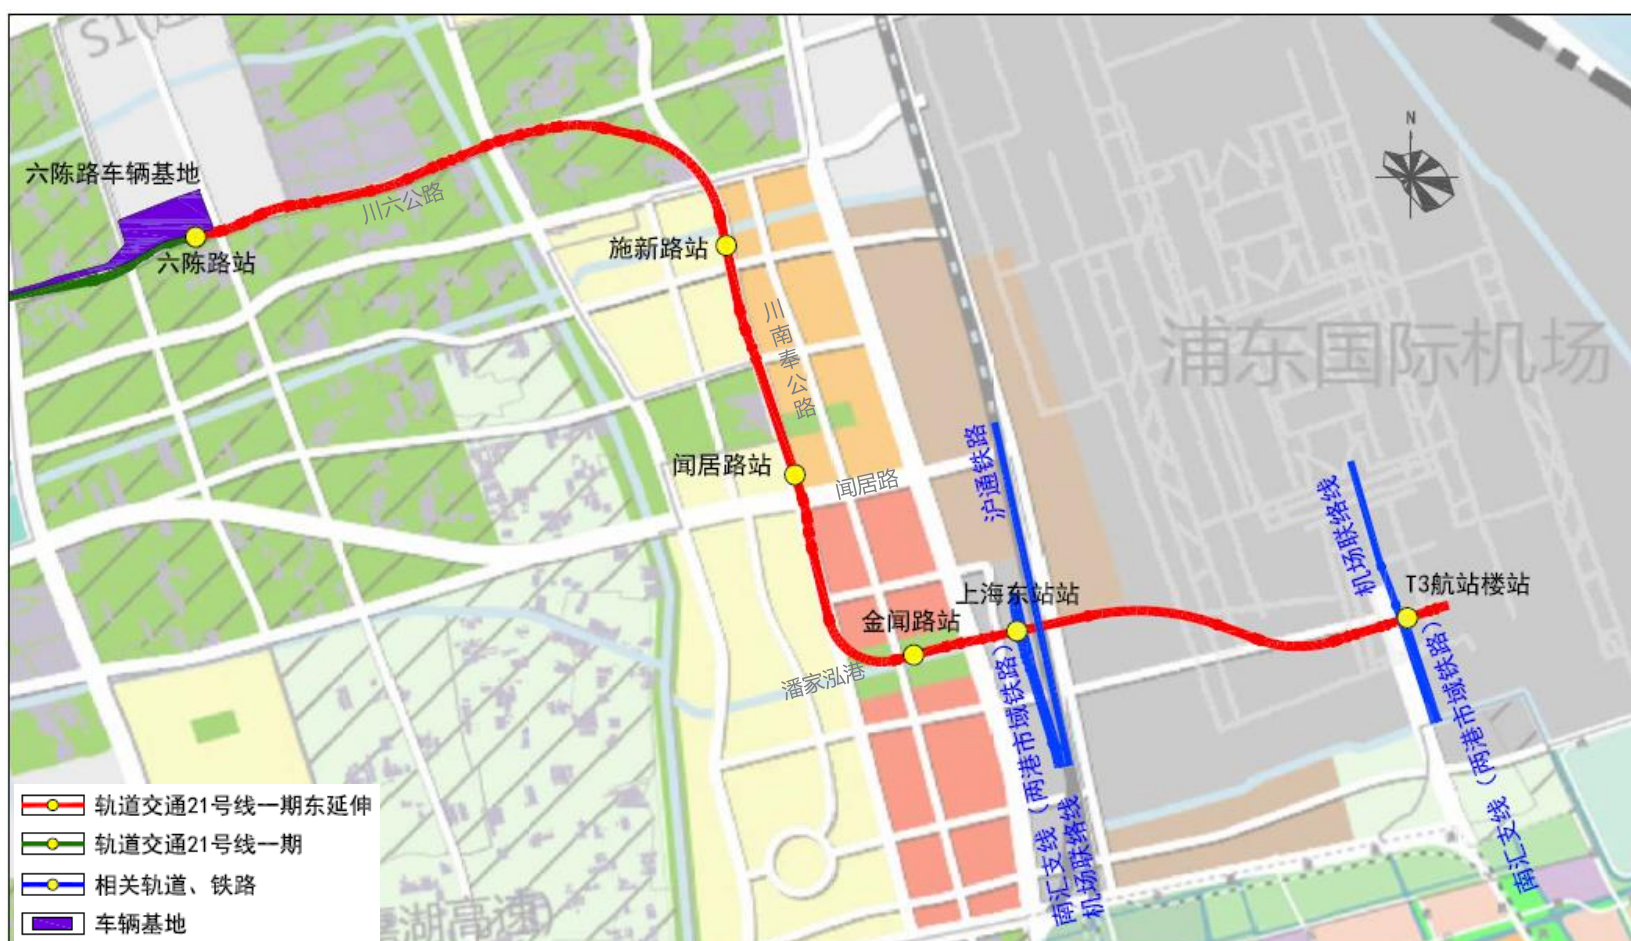 S1
N
六陈路车辆基地
川六公路
六陈路站
施新路站
川南奉公路
浦东国际机场
闻居路站
闻居路
沪通铁路
机场联络线
上海东站站
T3航站楼站
金闻路站
潘家泓港
南汇支线（两港市域铁路）
机场联络线
南汇支线（两港市域铁路）
轨道交通21号线一期东延伸
轨道交通21号线一期
相关轨道、铁路
车辆基地
湖高速)